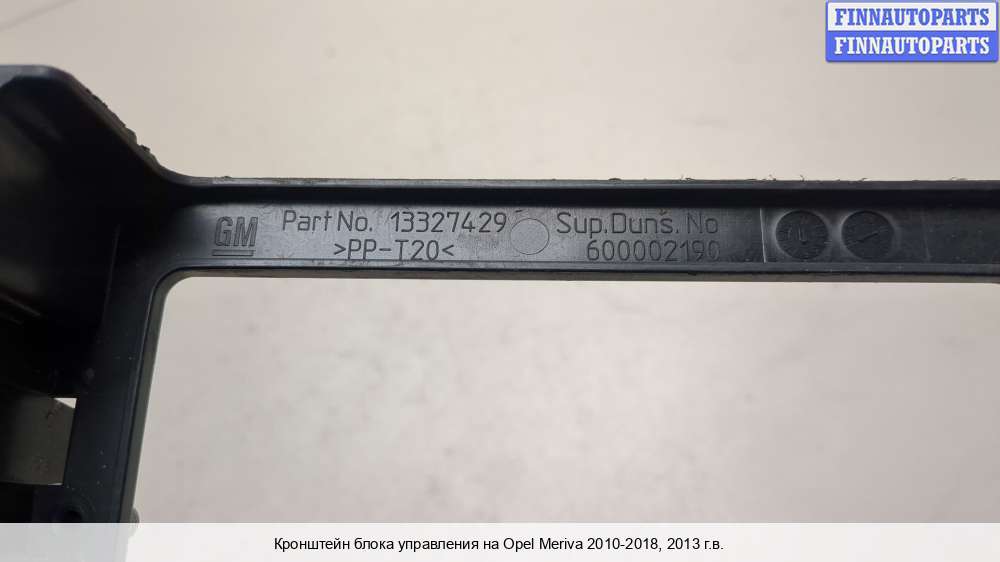 FINNAUTOPARTS
FINNAUTOPARTS
GM
Part No. 13327429
>PP-T20<
Sup.Duns. No
600002190
Кронштейн блока управления на Opel Meriva 2010-2018, 2013 г.в.